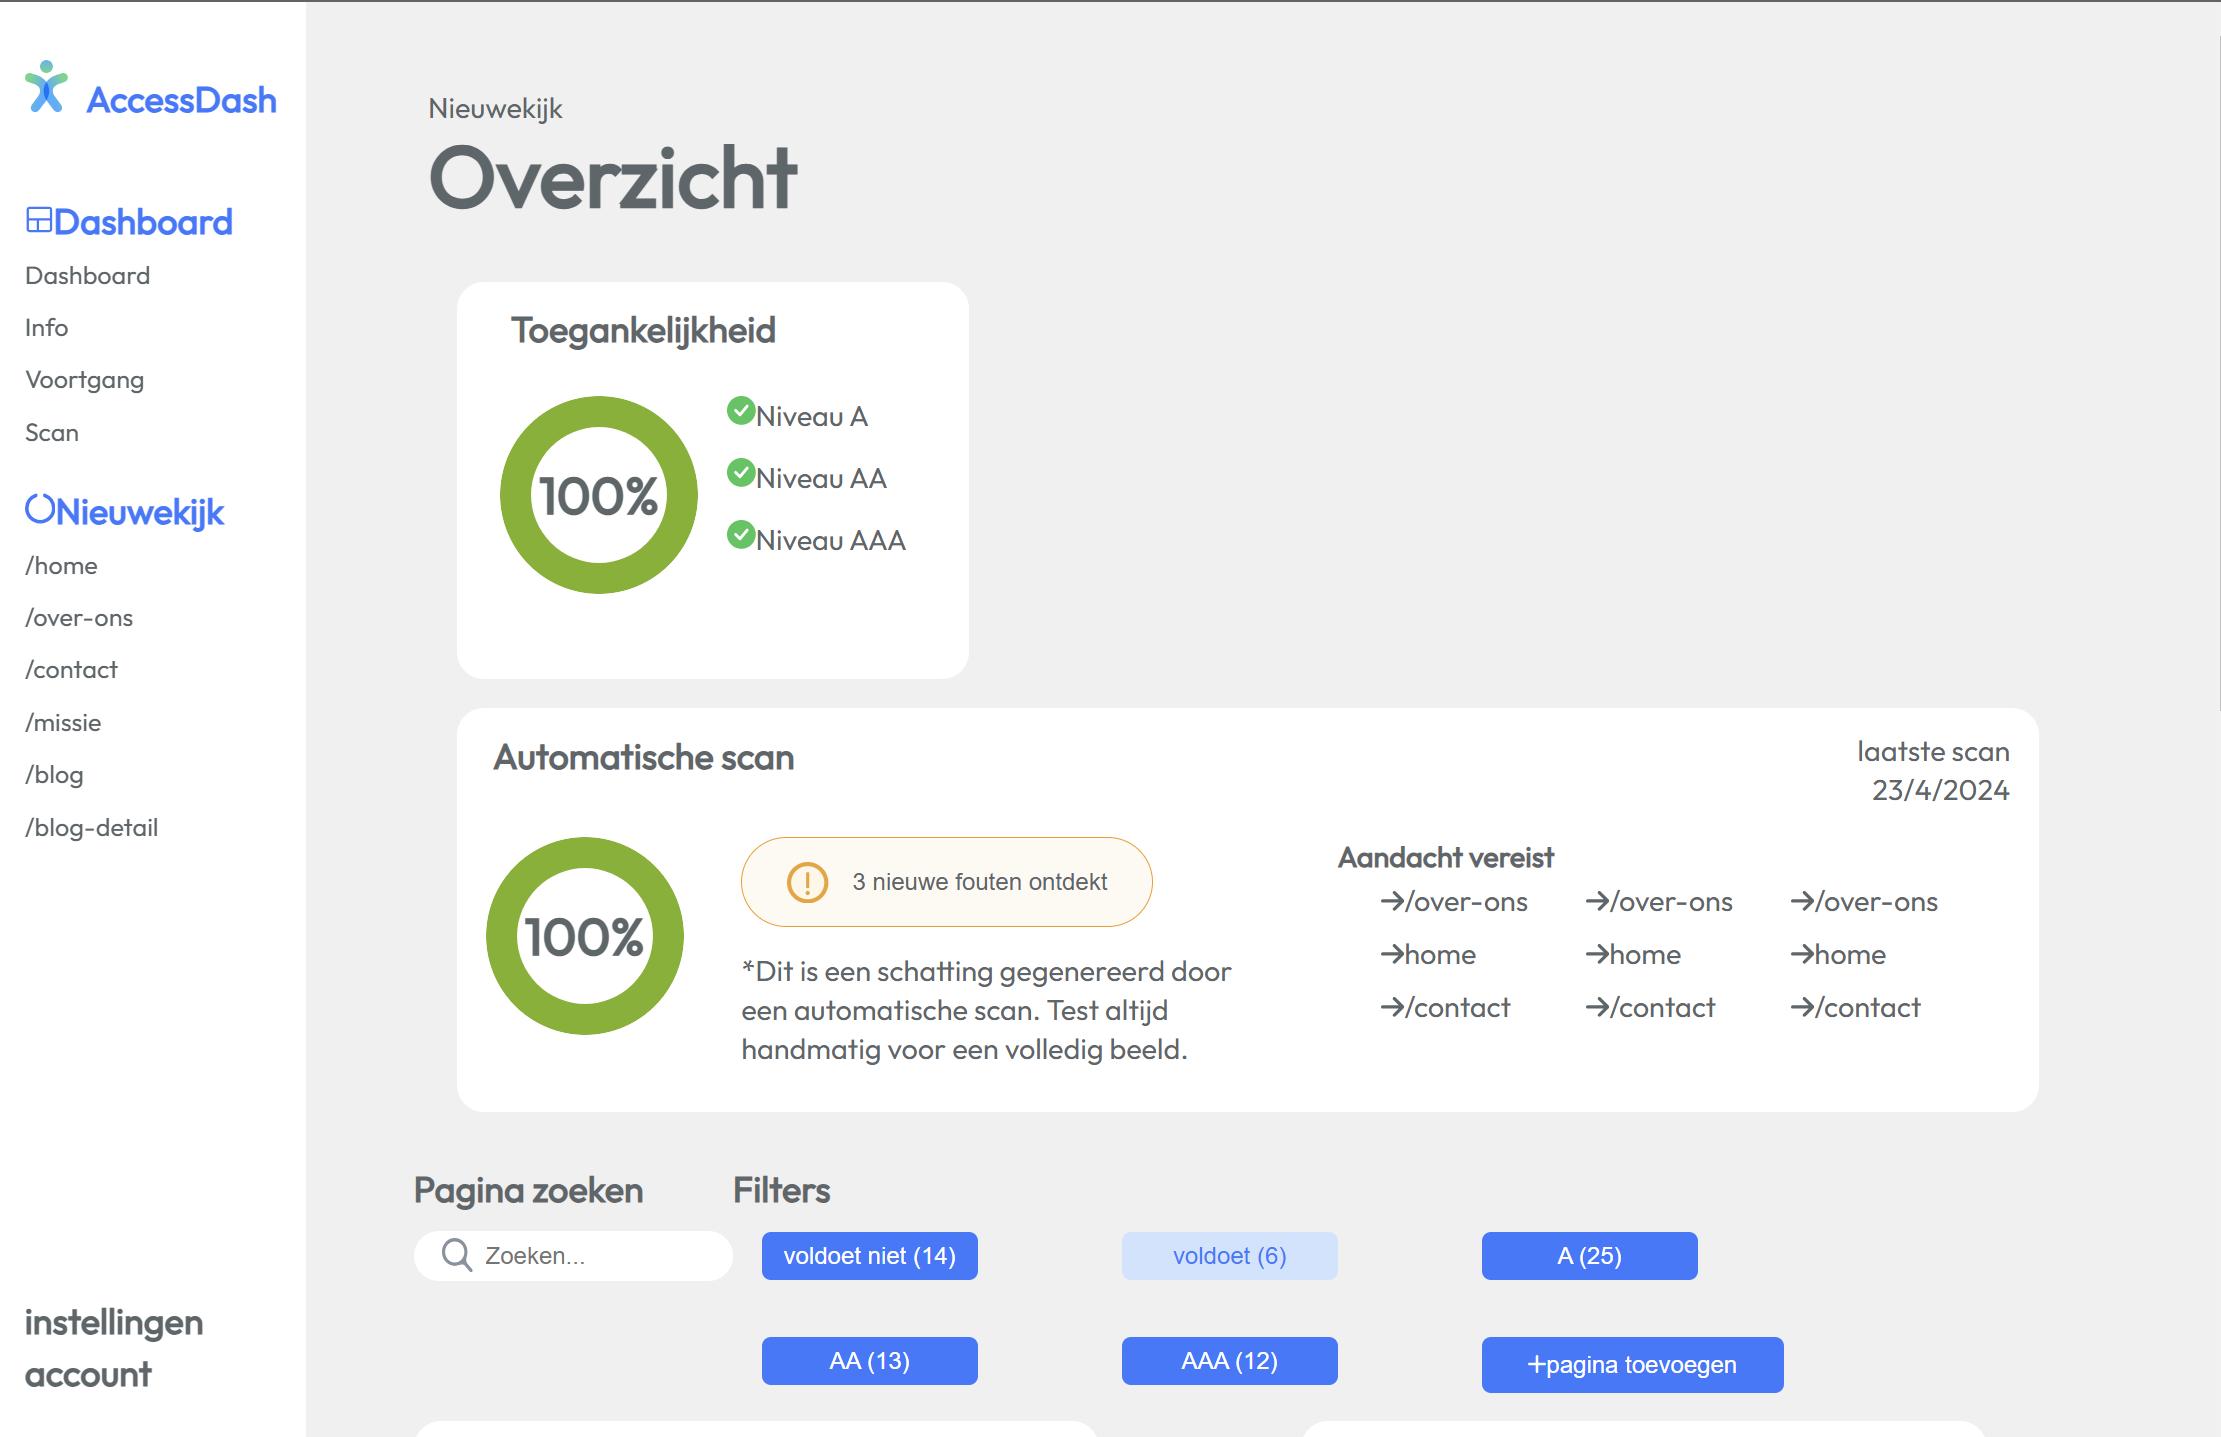 AccessDash
Dashboard
Dashboard
Info
Voortgang
Scan
Nieuwekijk
/home
/over-ons
/contact
/missie
/blog
/blog-detail
instellingen
account
Nieuwekijk
Overzicht
Toegankelijkheid
100%
Niveau A
Niveau AA
Niveau AAA
Automatische scan
laatste scan
23/4/2024
100%
3 nieuwe fouten ontdekt
*Dit is een schatting gegenereerd door
een automatische scan. Test altijd
handmatig voor een volledig beeld.
Aandacht vereist
→/over-ons →/over-ons →/over-ons
→home →home →home
→/contact →/contact →/contact
Pagina zoeken
Zoeken...
Filters
voldoet niet (14) voldoet (6) A (25)
AA (13) AAA (12) +pagina toevoegen